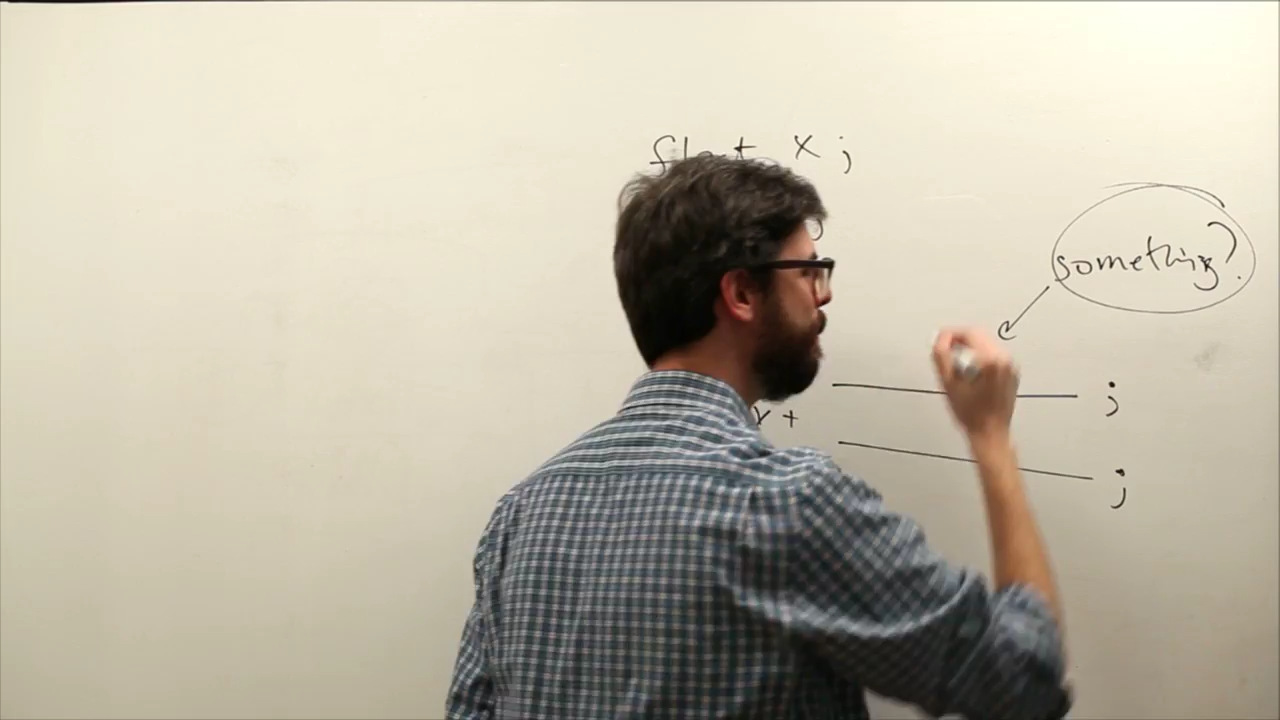 float x ;
something?
;
x +
;